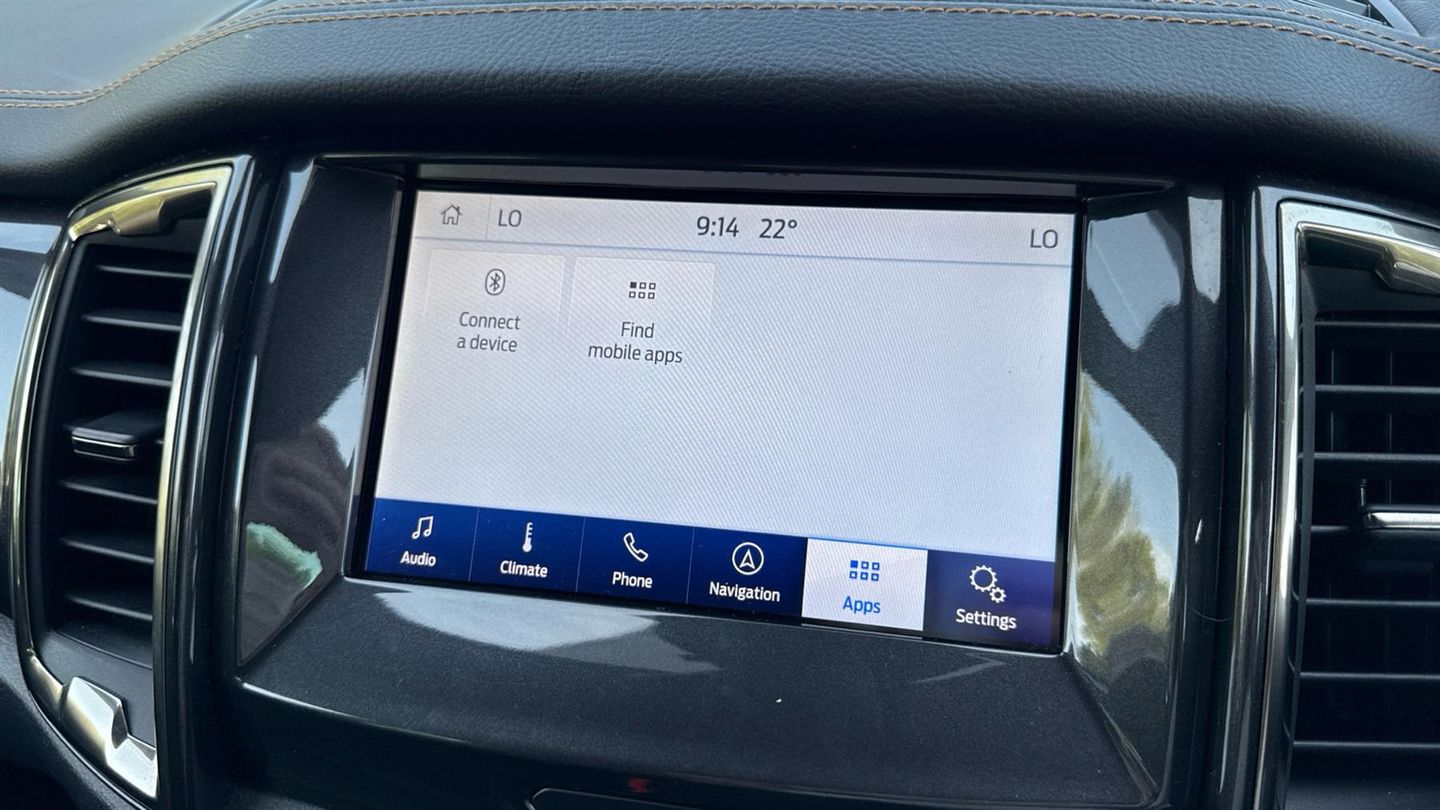 LO 9:14 22° LO
Connect
a device
Find
mobile apps
Audio Climate Phone Navigation Apps Settings